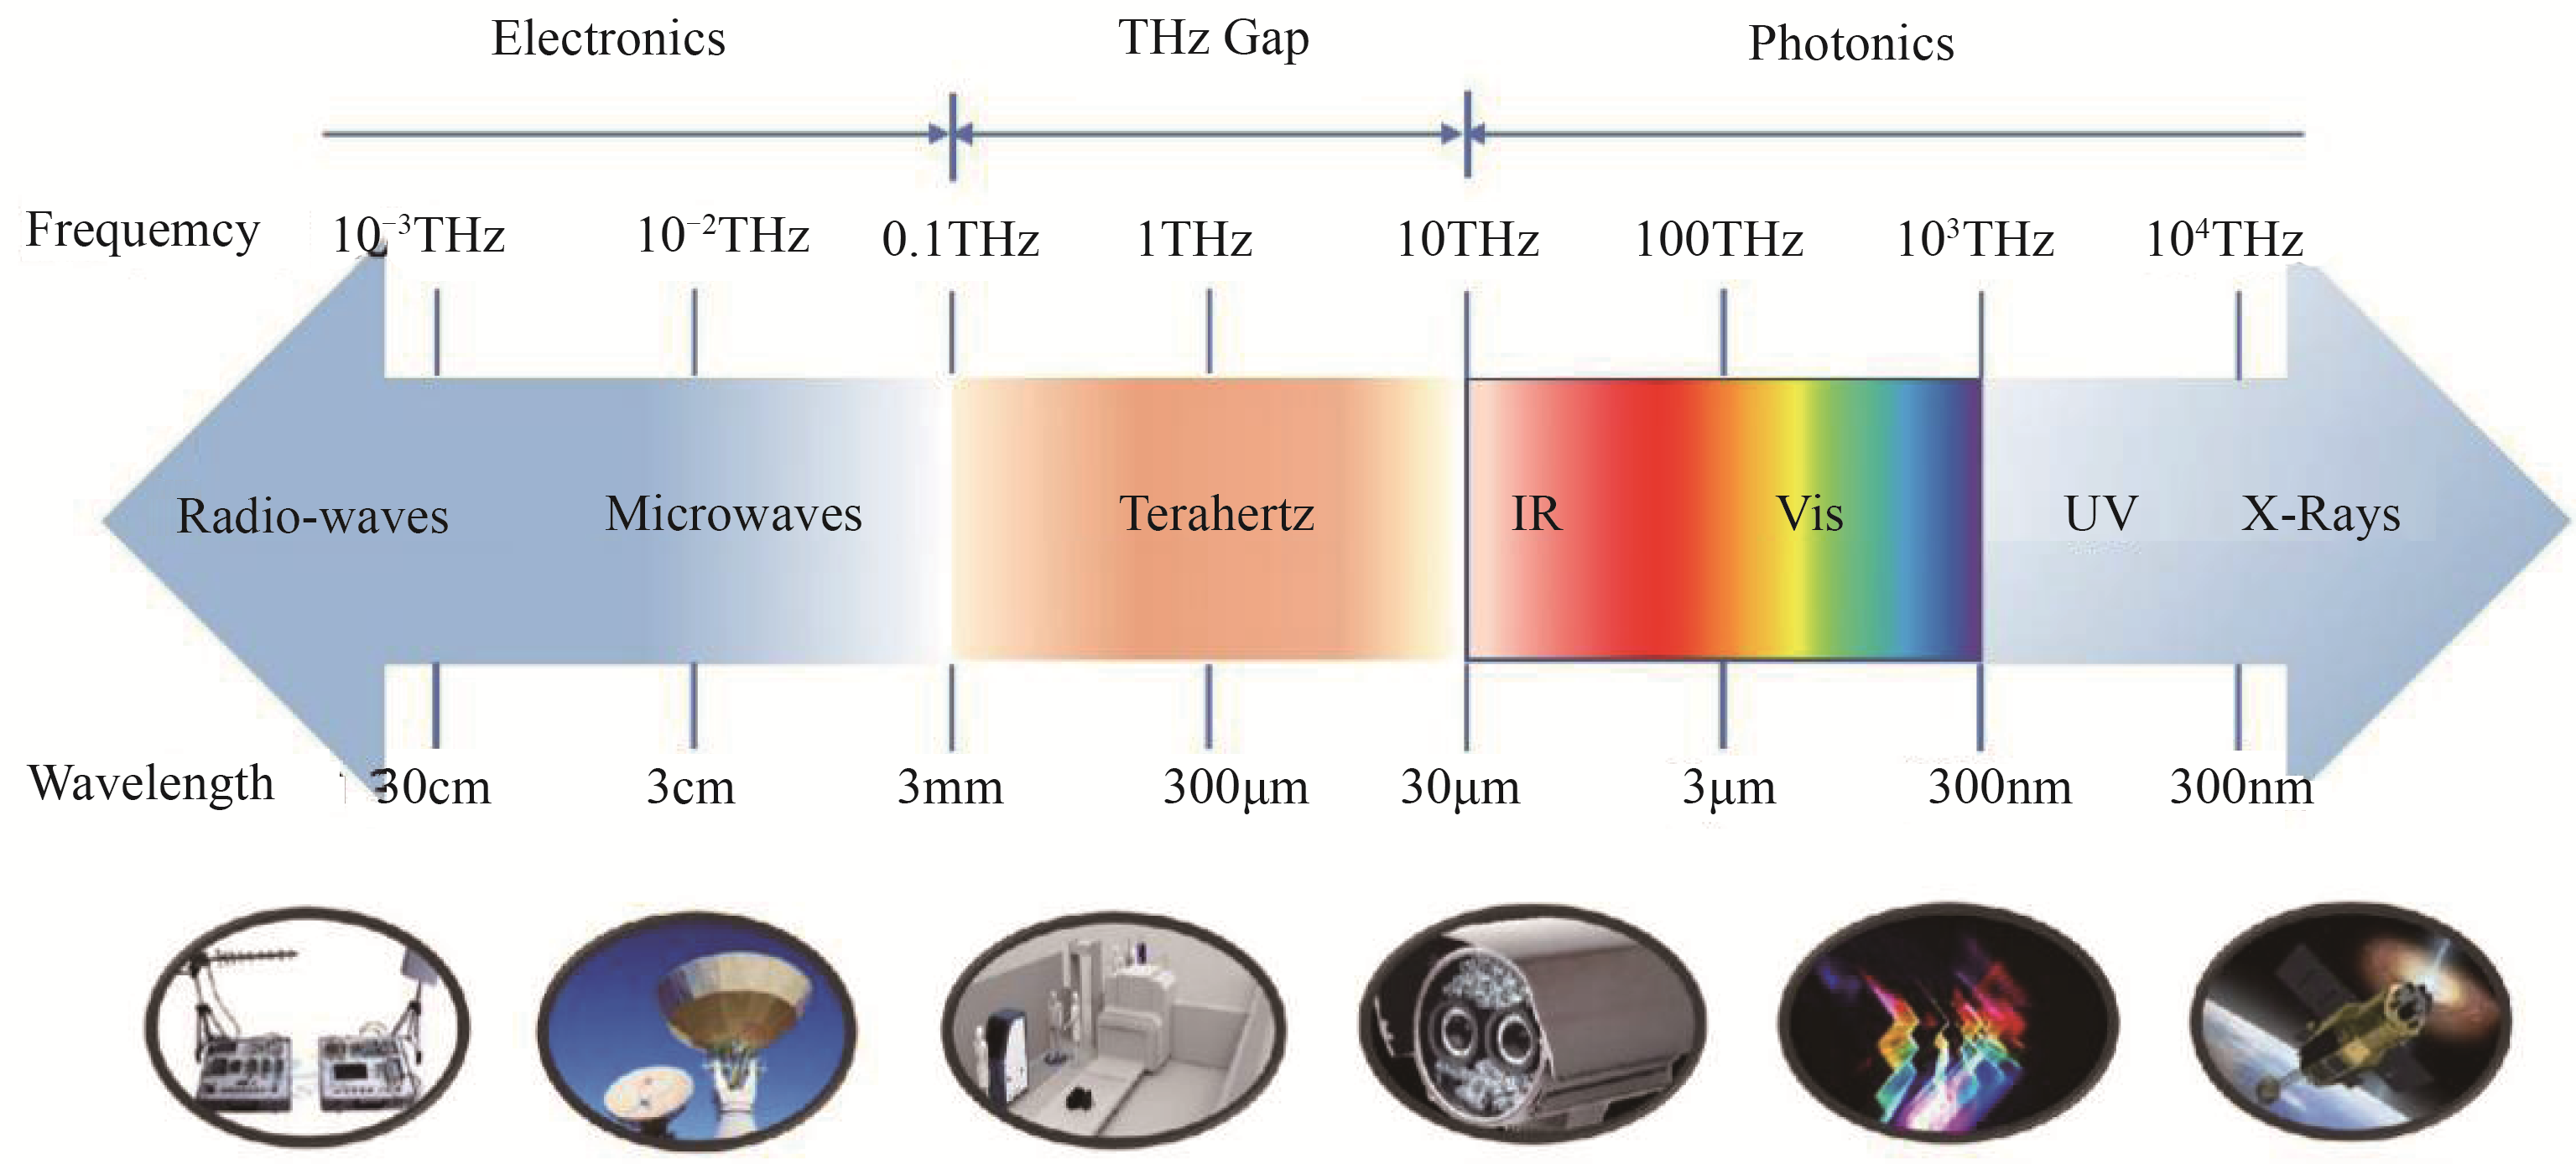 Electronics THz Gap Photonics
Frequemcy 10⁻³THz 10⁻²THz 0.1THz 1THz 10THz 100THz 10³THz 10⁴THz
Radio-waves Microwaves Terahertz IR Vis UV X-Rays
Wavelength 30cm 3cm 3mm 300μm 30μm 3μm 300nm 300nm